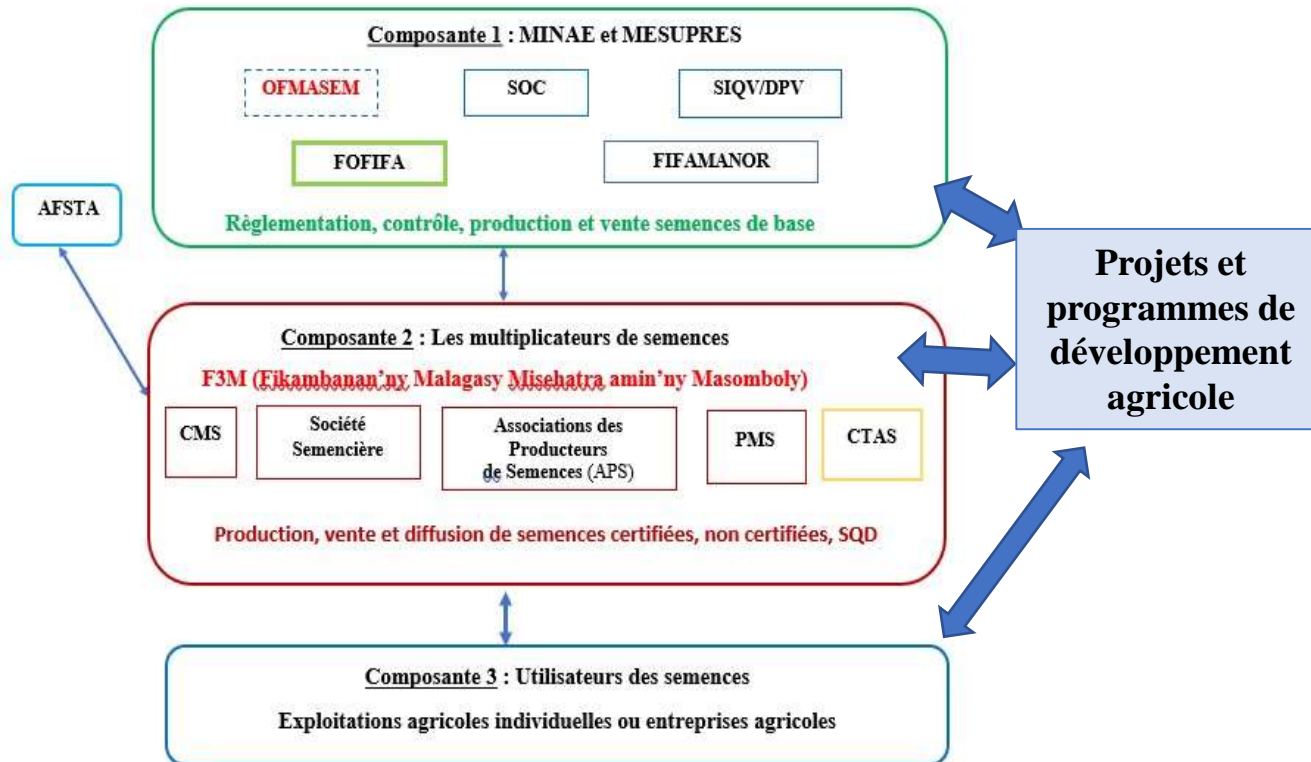 Composante 1 : MINAE et MESUPRES
OFMASEM
SOC
SIQV/DPV
FOFIFA
FIFAMANOR
Règlementation, contrôle, production et vente semences de base
AFSTA
Projets et
programmes de
développement
agricole
Composante 2 : Les multiplicateurs de semences
F3M (Fikambanan’ny Malagasy Misehatra amin’ny Masomboly)
CMS
Société
Semencière
Associations des
Producteurs
de Semences (APS)
PMS
CTAS
Production, vente et diffusion de semences certifiées, non certifiées, SQD
Composante 3 : Utilisateurs des semences
Exploitations agricoles individuelles ou entreprises agricoles